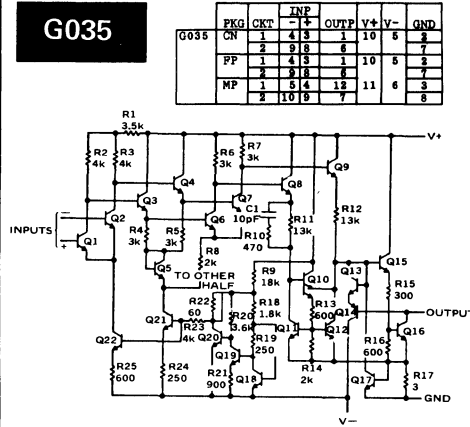 G035
INP
PKG CKT - + OUTP V+ V- GND
G035 CN 1 4 3 1 10 5 2
2 9 8 6 7
FP 1 4 3 1 10 5 2
2 9 8 6 7
MP 1 5 4 12 11 6 3
2 10 9 7 8
R1
3.5k
V+
R2
4k
R3
4k
R6
3k
R7
3k
Q4
Q8
Q9
Q3
Q7
C1
10pF
R11
13k
R12
13k
INPUTS
−
+
Q2
Q1
R4
3k
R5
3k
Q6
R10
470
Q5
R8
2k
TO OTHER
HALF
R9
18k
Q10
Q13
Q15
R15
300
R22
60
R18
1.8k
R13
600
Q14
OUTPUT
Q21
R23
4k
R20
3.6k
Q11
Q12
Q16
Q22
Q20
R19
250
R16
600
Q19
R14
2k
R25
600
R24
250
R21
900
Q18
Q17
R17
3
GND
V−